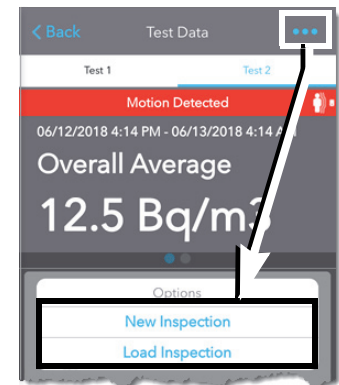 < Back Test Data •••
Test 1 Test 2
Motion Detected
06/12/2018 4:14 PM - 06/13/2018 4:14 AM
Overall Average
12.5 Bq/m3
Options
New Inspection
Load Inspection